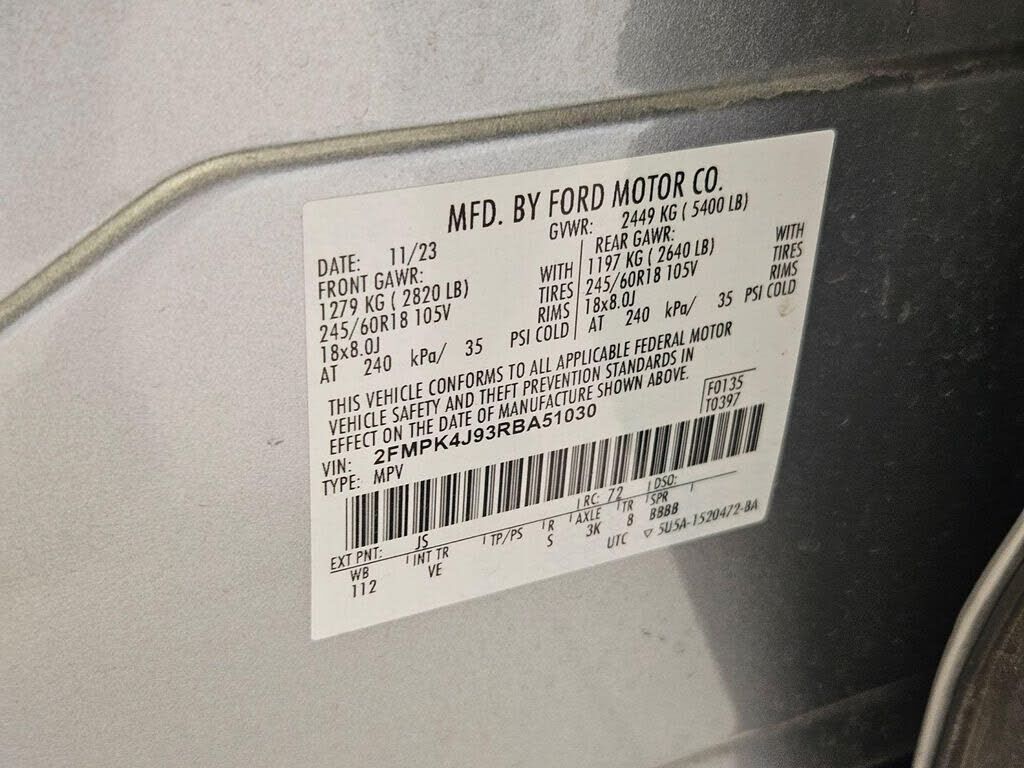 MFD. BY FORD MOTOR CO.
DATE: 11/23 GVWR: 2449 KG ( 5400 LB)
FRONT GAWR: REAR GAWR:
1279 KG ( 2820 LB) WITH 1197 KG ( 2640 LB) WITH
245/60R18 105V TIRES 245/60R18 105V TIRES
18x8.0J RIMS 18x8.0J RIMS
AT 240 kPa/ 35 PSI COLD AT 240 kPa/ 35 PSI COLD
THIS VEHICLE CONFORMS TO ALL APPLICABLE FEDERAL MOTOR
VEHICLE SAFETY AND THEFT PREVENTION STANDARDS IN
EFFECT ON THE DATE OF MANUFACTURE SHOWN ABOVE.
F0135
T0397
VIN: 2FMPK4J93RBA51030
TYPE: MPV
EXT PNT: JS RC: 72 DSO:
WB INT TR TP/PS R AXLE TR SPR
112 VE S 3K 8 BBBB
UTC ▽ 5U5A-1520472-BA